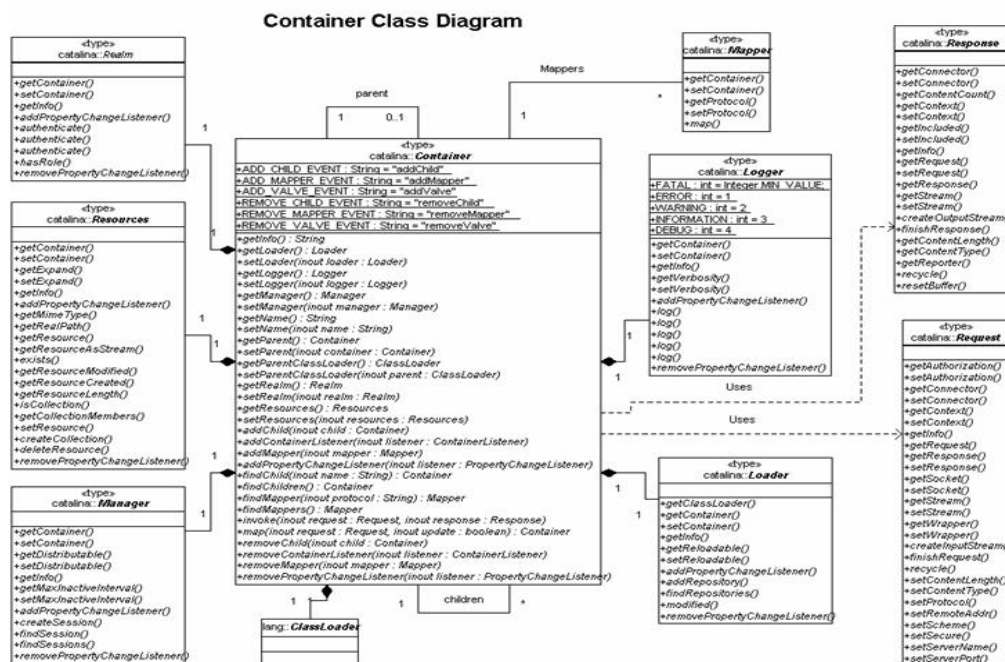 Container Class Diagram
«type»
catalina::Realm
+getContainer()
+setContainer()
+getInfo()
+addPropertyChangeListener()
+authenticate()
+authenticate()
+authenticate()
+hasRole()
+removePropertyChangeListener()
1
1
«type»
catalina::Resources
+getContainer()
+setContainer()
+getExpand()
+setExpand()
+getInfo()
+addPropertyChangeListener()
+getMimeType()
+getRealPath()
+getResource()
+getResourceAsStream()
+exists()
+getResourceModified()
+getResourceCreated()
+getResourceLength()
+isCollection()
+getCollectionMembers()
+setResource()
+createCollection()
+deleteResource()
+removePropertyChangeListener()
1
1
«type»
catalina::Manager
+getContainer()
+setContainer()
+getDistributable()
+setDistributable()
+getInfo()
+getMaxInactiveInterval()
+setMaxInactiveInterval()
+addPropertyChangeListener()
+createSession()
+findSession()
+findSessions()
+removePropertyChangeListener()
1
1
parent
1
0..1
«type»
catalina::Container
+ADD_CHILD_EVENT : String = "addChild"
+ADD_MAPPER_EVENT : String = "addMapper"
+ADD_VALVE_EVENT : String = "addValve"
+REMOVE_CHILD_EVENT : String = "removeChild"
+REMOVE_MAPPER_EVENT : String = "removeMapper"
+REMOVE_VALVE_EVENT : String = "removeValve"
+getInfo() : String
+getLoader() : Loader
+setLoader(inout loader : Loader)
+getLogger() : Logger
+setLogger(inout logger : Logger)
+getManager() : Manager
+setManager(inout manager : Manager)
+getName() : String
+setName(inout name : String)
+getParent() : Container
+setParent(inout container : Container)
+getParentClassLoader() : ClassLoader
+setParentClassLoader(inout parent : ClassLoader)
+getRealm() : Realm
+setRealm(inout realm : Realm)
+getResources() : Resources
+setResources(inout resources : Resources)
+addChild(inout child : Container)
+addContainerListener(inout listener : ContainerListener)
+addMapper(inout mapper : Mapper)
+addPropertyChangeListener(inout listener : PropertyChangeListener)
+findChild(inout name : String) : Container
+findChildren() : Container
+findMapper(inout protocol : String) : Mapper
+findMappers() : Mapper
+invoke(inout request : Request, inout response : Response)
+map(inout request : Request, inout update : boolean) : Container
+removeChild(inout child : Container)
+removeContainerListener(inout listener : ContainerListener)
+removeMapper(inout mapper : Mapper)
+removePropertyChangeListener(inout listener : PropertyChangeListener)
1
1
lang::ClassLoader
1
children
*
Mappers
1
*
«type»
catalina::Mapper
+getContainer()
+setContainer()
+getProtocol()
+setProtocol()
+map()
«type»
catalina::Logger
+FATAL : int = Integer.MIN_VALUE;
+ERROR : int = 1
+WARNING : int = 2
+INFORMATION : int = 3
+DEBUG : int = 4
+getContainer()
+setContainer()
+getInfo()
+getVerbosity()
+setVerbosity()
+addPropertyChangeListener()
+log()
+log()
+log()
+log()
+log()
+removePropertyChangeListener()
1
1
Uses
Uses
«type»
catalina::Loader
+getClassLoader()
+getContainer()
+setContainer()
+getInfo()
+getReloadable()
+setReloadable()
+addPropertyChangeListener()
+addRepository()
+findRepositories()
+modified()
+removePropertyChangeListener()
1
1
«type»
catalina::Response
+getConnector()
+setConnector()
+getContentCount()
+getContext()
+setContext()
+getIncluded()
+setIncluded()
+getInfo()
+getRequest()
+setRequest()
+getResponse()
+getStream()
+setStream()
+createOutputStream
+finishResponse()
+getContentLength()
+getContentType()
+getReporter()
+recycle()
+resetBuffer()
«type»
catalina::Request
+getAuthorization()
+setAuthorization()
+getConnector()
+setConnector()
+getContext()
+setContext()
+getInfo()
+getRequest()
+getResponse()
+setResponse()
+getSocket()
+setSocket()
+getStream()
+setStream()
+getWrapper()
+setWrapper()
+createInputStream
+finishRequest()
+recycle()
+setContentLength()
+setContentType()
+setProtocol()
+setRemoteAddr()
+setScheme()
+setSecure()
+setServerName()
+setServerPort()